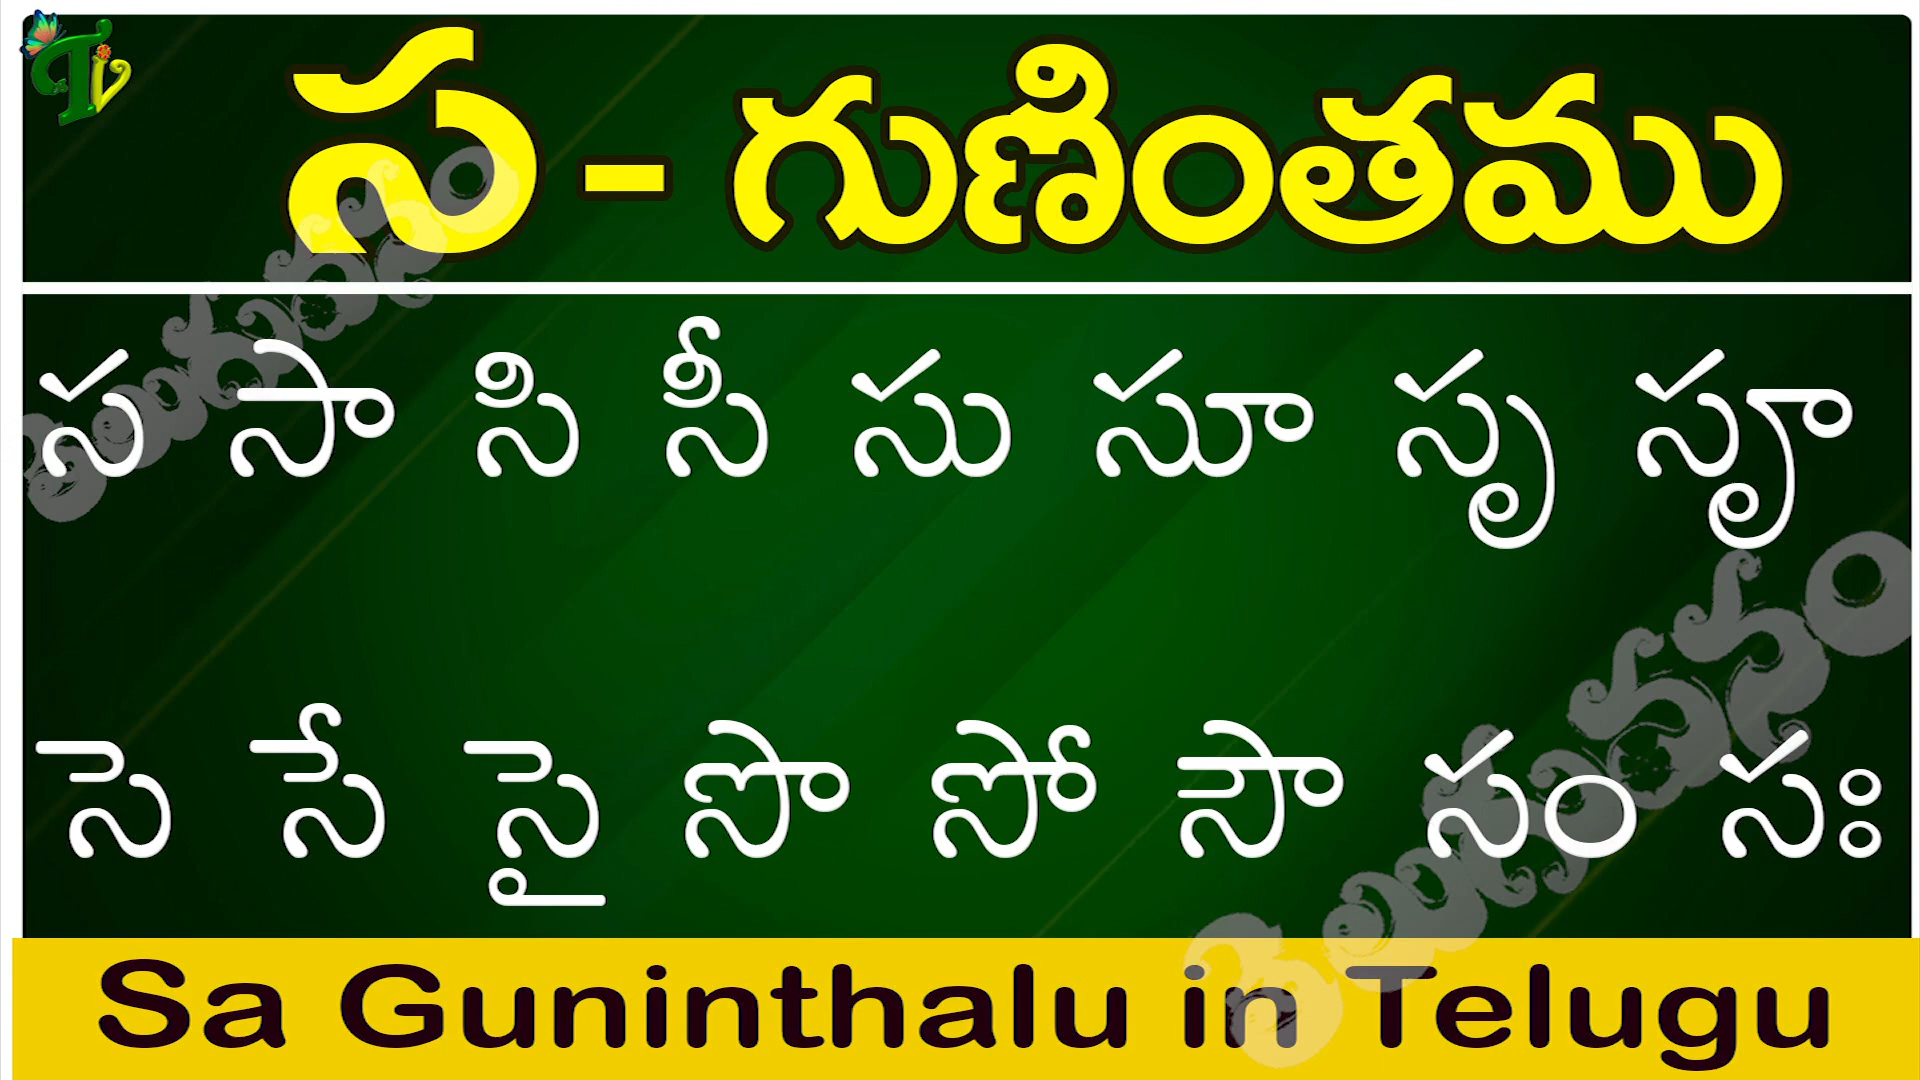 స - గుణింతము
స సా సి సీ సు సూ సృ సౄ
సె సే సై సొ సో సౌ సం సః
Sa Guninthalu in Telugu